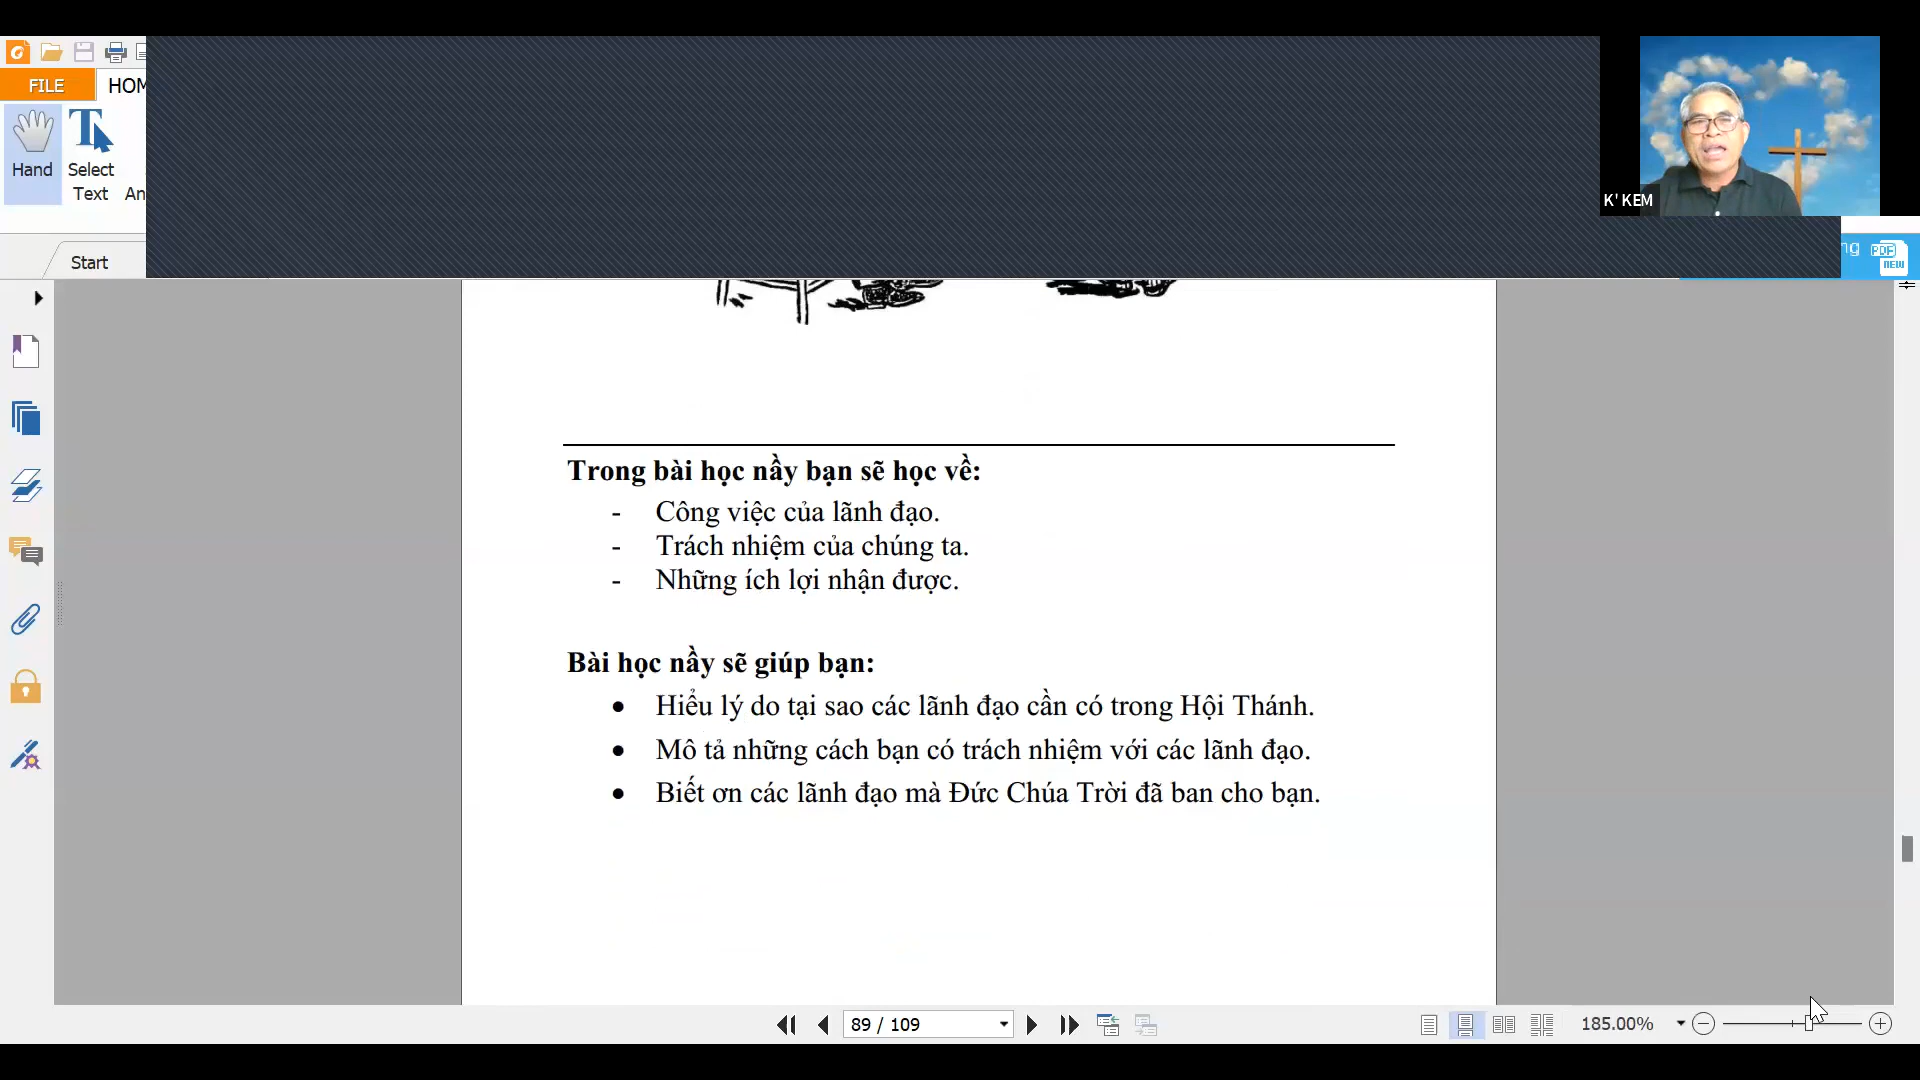 FILE
HOM
Hand
Select
Text
An
K' KEM
ng
PDF
NEW
Start
Trong bài học nầy bạn sẽ học về:
- Công việc của lãnh đạo.
- Trách nhiệm của chúng ta.
- Những ích lợi nhận được.
Bài học nầy sẽ giúp bạn:
• Hiểu lý do tại sao các lãnh đạo cần có trong Hội Thánh.
• Mô tả những cách bạn có trách nhiệm với các lãnh đạo.
• Biết ơn các lãnh đạo mà Đức Chúa Trời đã ban cho bạn.
89 / 109
185.00%